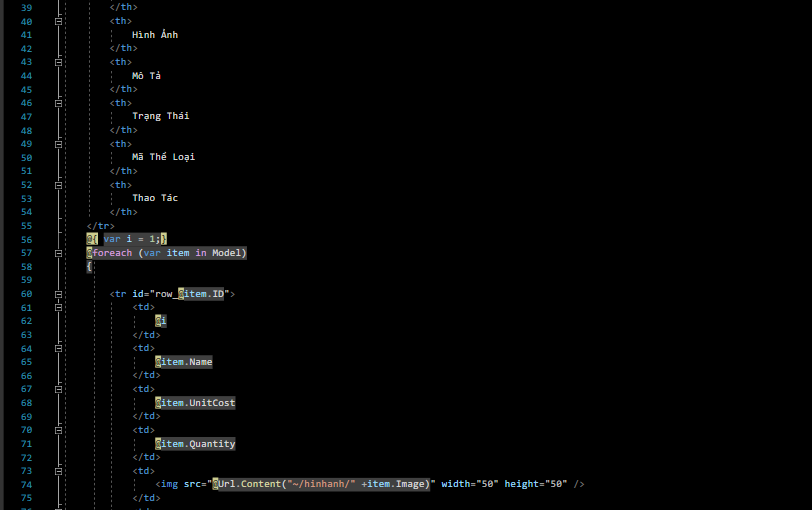 39 </th>
40 <th>
41 Hình Ảnh
42 </th>
43 <th>
44 Mô Tả
45 </th>
46 <th>
47 Trạng Thái
48 </th>
49 <th>
50 Mã Thể Loại
51 </th>
52 <th>
53 Thao Tác
54 </th>
55 </tr>
56 @{ var i = 1;}
57 @foreach (var item in Model)
58 {
59
60 <tr id="row_@item.ID">
61 <td>
62 @i
63 </td>
64 <td>
65 @item.Name
66 </td>
67 <td>
68 @item.UnitCost
69 </td>
70 <td>
71 @item.Quantity
72 </td>
73 <td>
74 <img src="@Url.Content("~/hinhanh/" +item.Image)" width="50" height="50" />
75 </td>